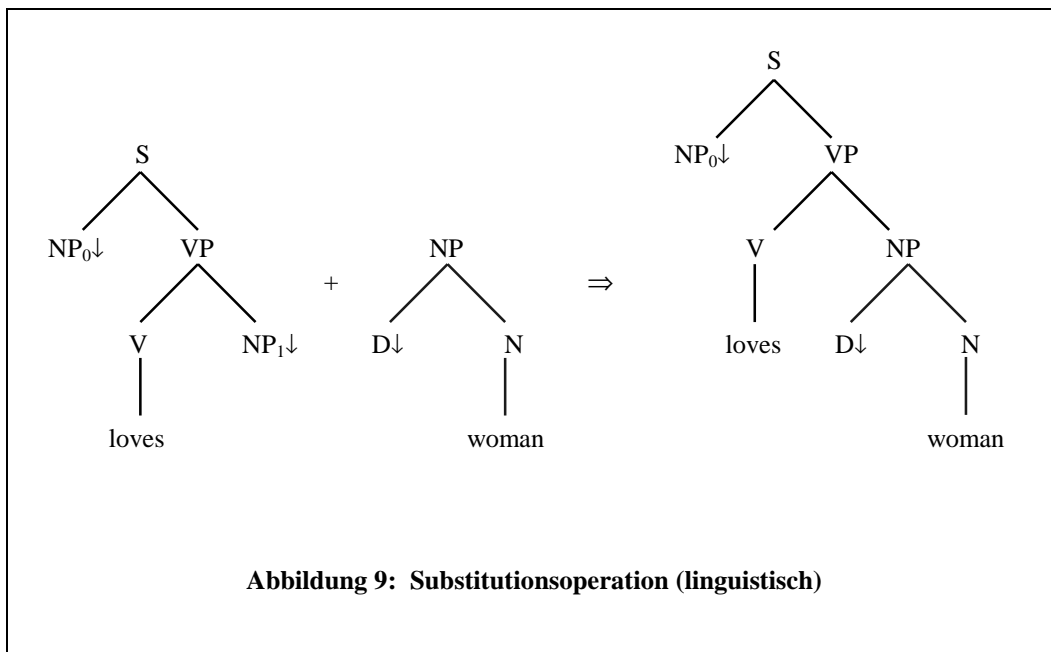 S
NP₀↓ VP
V NP₁↓
loves
+
NP
D↓ N
woman
⇒
S
NP₀↓ VP
V NP
loves D↓ N
woman
Abbildung 9: Substitutionsoperation (linguistisch)